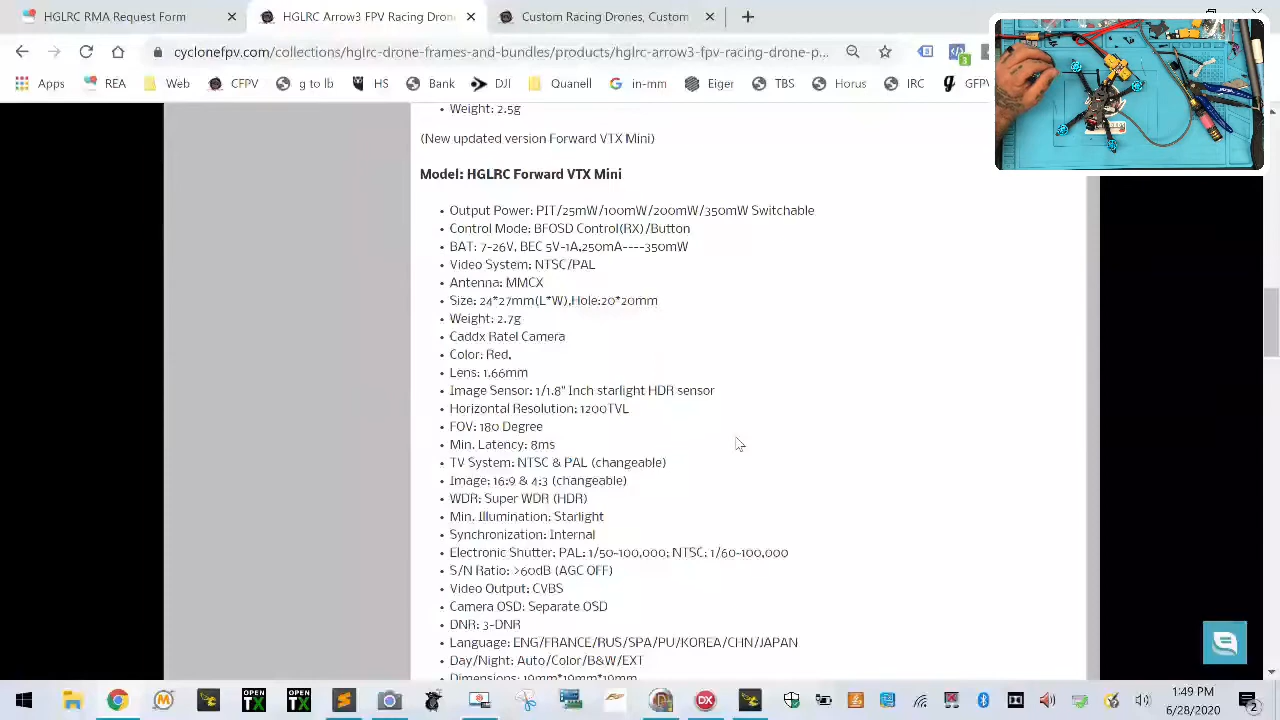 HGLRC RMA Request Form
HGLRC Arrow3 FPV Racing Dron
Custom Racing Drones, Custom
cyclonefpv.com/collections/hglrc-drone-frame-and-bundles/products/hglrc-arrow3-fpv-racing-drone-p...
Apps REA Web CFPV g to lb HS Bank DXF Quanell in-mm Eiger TBS Horus IRC GFPV
Weight: 2.5g
(New updated version Forward VTX Mini)
Model: HGLRC Forward VTX Mini
Output Power: PIT/25mW/100mW/200mW/350mW Switchable
Control Mode: BFOSD Control(RX)/Button
BAT: 7-26V, BEC 5V-1A,250mA----350mW
Video System: NTSC/PAL
Antenna: MMCX
Size: 24*27mm(L*W),Hole:20*20mm
Weight: 2.7g
Caddx Ratel Camera
Color: Red,
Lens: 1.66mm
Image Sensor: 1/1.8" Inch starlight HDR sensor
Horizontal Resolution: 1200TVL
FOV: 180 Degree
Min. Latency: 8ms
TV System: NTSC & PAL (changeable)
Image: 16:9 & 4:3 (changeable)
WDR: Super WDR (HDR)
Min. Illumination: Starlight
Synchronization: Internal
Electronic Shutter: PAL: 1/50~100,000; NTSC: 1/60~100,000
S/N Ratio: >60dB (AGC OFF)
Video Output: CVBS
Camera OSD: Separate OSD
DNR: 3-DNR
Language: ENG/FRANCE/RUS/SPA/PU/KOREA/CHN/JAPAN
Day/Night: Auto/Color/B&W/EXT
OPEN TX
OPEN TX
DX
1:49 PM
6/28/2020
2